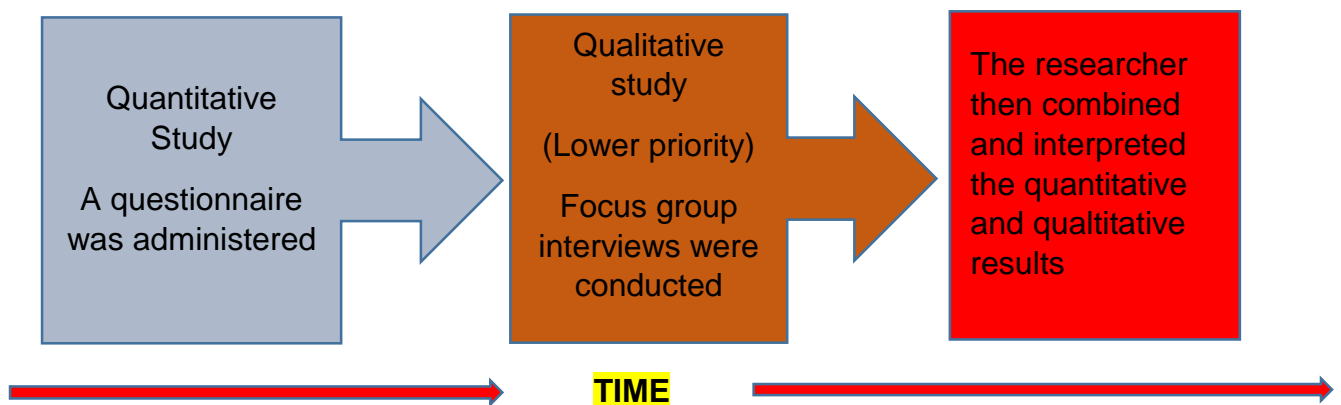 Quantitative
Study
A questionnaire
was administered
Qualitative
study
(Lower priority)
Focus group
interviews were
conducted
The researcher
then combined
and interpreted
the quantitative
and qualtitative
results
TIME